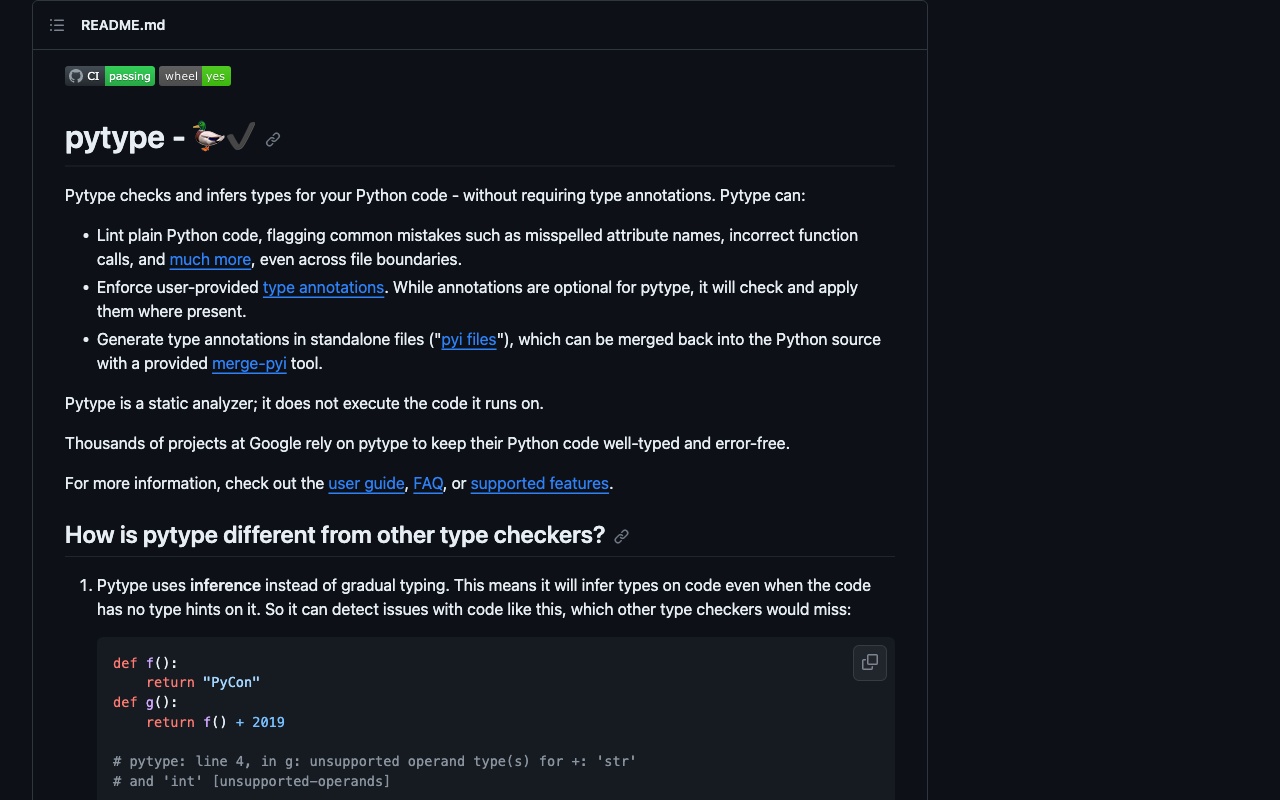 README.md
CI passing wheel yes
pytype - 🦆✔
Pytype checks and infers types for your Python code - without requiring type annotations. Pytype can:
• Lint plain Python code, flagging common mistakes such as misspelled attribute names, incorrect function
calls, and much more, even across file boundaries.
• Enforce user-provided type annotations. While annotations are optional for pytype, it will check and apply
them where present.
• Generate type annotations in standalone files ("pyi files"), which can be merged back into the Python source
with a provided merge-pyi tool.
Pytype is a static analyzer; it does not execute the code it runs on.
Thousands of projects at Google rely on pytype to keep their Python code well-typed and error-free.
For more information, check out the user guide, FAQ, or supported features.
How is pytype different from other type checkers?
1. Pytype uses inference instead of gradual typing. This means it will infer types on code even when the code
has no type hints on it. So it can detect issues with code like this, which other type checkers would miss:
def f():
    return "PyCon"
def g():
    return f() + 2019
# pytype: line 4, in g: unsupported operand type(s) for +: 'str'
# and 'int' [unsupported-operands]